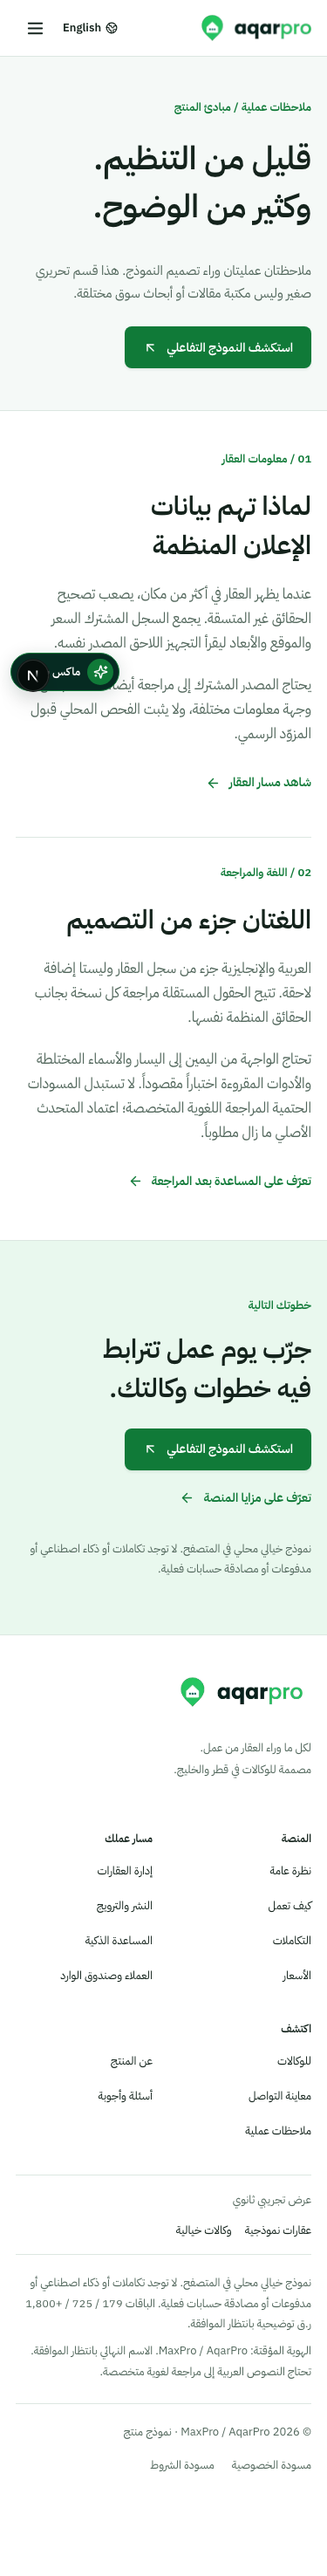 aqarpro
English
ملاحظات عملية / مبادئ المنتج
قليل من التنظيم.
وكثير من الوضوح.
ملاحظتان عمليتان وراء تصميم النموذج. هذا قسم تحريري
صغير وليس مكتبة مقالات أو أبحاث سوق مختلقة.
استكشف النموذج التفاعلي
01 / معلومات العقار
لماذا تهم بيانات
الإعلان المنظمة
عندما يظهر العقار في أكثر من مكان، يصعب تصحيح
الحقائق غير المتسقة. يجمع السجل المشترك السعر
والموقع والأبعاد ليقرأ التجهيز اللاحق المصدر نفسه.
ماكس
N
يحتاج المصدر المشترك إلى مراجعة
وجهة معلومات مختلفة، ولا يثبت الفحص المحلي قبول
المزوّد الرسمي.
شاهد مسار العقار
02 / اللغة والمراجعة
اللغتان جزء من التصميم
العربية والإنجليزية جزء من سجل العقار وليستا إضافة
لاحقة. تتيح الحقول المستقلة مراجعة كل نسخة بجانب
الحقائق المنظمة نفسها.
تحتاج الواجهة من اليمين إلى اليسار والأسماء المختلطة
والأدوات المقروءة اختباراً مقصوداً. لا تستبدل المسودات
الحتمية المراجعة اللغوية المتخصصة؛ اعتماد المتحدث
الأصلي ما زال مطلوباً.
تعرّف على المساعدة بعد المراجعة
خطوتك التالية
جرّب يوم عمل تترابط
فيه خطوات وكالتك.
استكشف النموذج التفاعلي
تعرّف على مزايا المنصة
نموذج خيالي محلي في المتصفح. لا توجد تكاملات أو ذكاء اصطناعي أو
مدفوعات أو مصادقة حسابات فعلية.
aqarpro
لكل ما وراء العقار من عمل.
مصممة للوكالات في قطر والخليج.
المنصة
نظرة عامة
كيف تعمل
التكاملات
الأسعار
مسار عملك
إدارة العقارات
النشر والترويج
المساعدة الذكية
العملاء وصندوق الوارد
اكتشف
للوكالات
معاينة التواصل
ملاحظات عملية
عن المنتج
أسئلة وأجوبة
عرض تجريبي ثانوي
عقارات نموذجية
وكالات خيالية
نموذج خيالي محلي في المتصفح. لا توجد تكاملات أو ذكاء اصطناعي أو
مدفوعات أو مصادقة حسابات فعلية. الباقات 179 / 725 / +1,800
ر.ق توضيحية بانتظار الموافقة.
الهوية المؤقتة: MaxPro / AqarPro. الاسم النهائي بانتظار الموافقة.
تحتاج النصوص العربية إلى مراجعة لغوية متخصصة.
© 2026 MaxPro / AqarPro · نموذج منتج
مسودة الخصوصية
مسودة الشروط